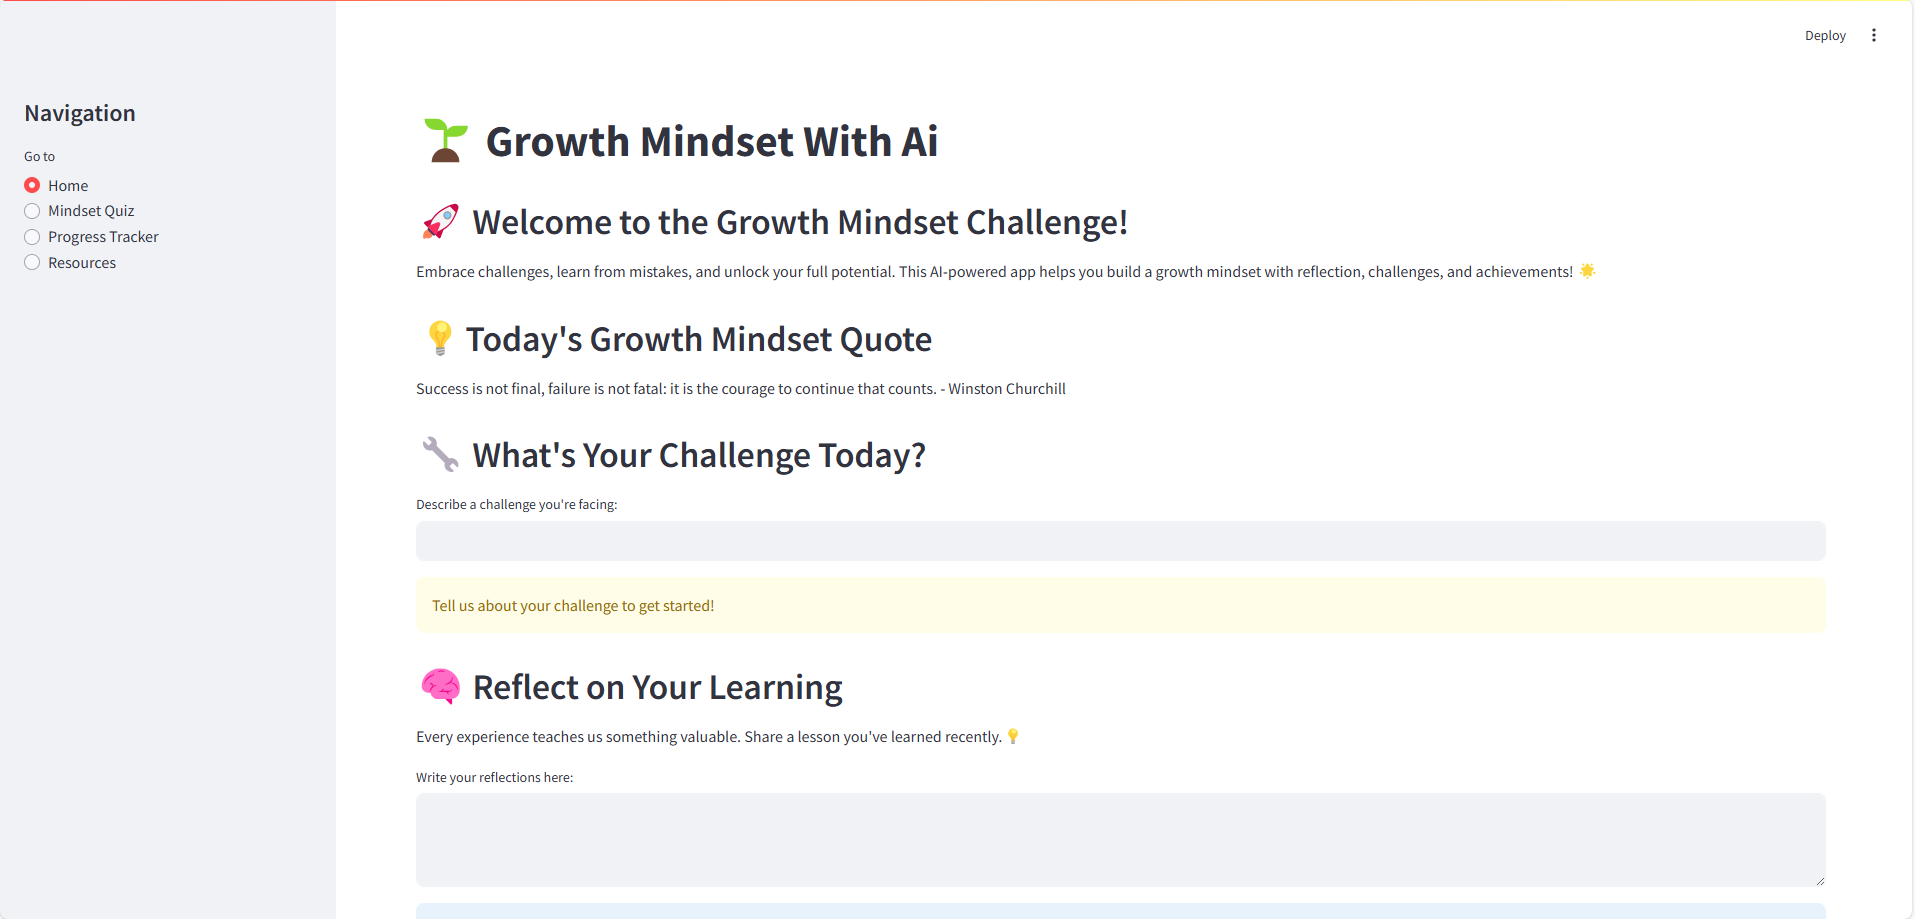 Deploy
Navigation
Go to
Home
Mindset Quiz
Progress Tracker
Resources
Growth Mindset With Ai
Welcome to the Growth Mindset Challenge!
Embrace challenges, learn from mistakes, and unlock your full potential. This AI-powered app helps you build a growth mindset with reflection, challenges, and achievements! 🌟
Today's Growth Mindset Quote
Success is not final, failure is not fatal: it is the courage to continue that counts. - Winston Churchill
What's Your Challenge Today?
Describe a challenge you're facing:
Tell us about your challenge to get started!
Reflect on Your Learning
Every experience teaches us something valuable. Share a lesson you've learned recently. 💡
Write your reflections here: